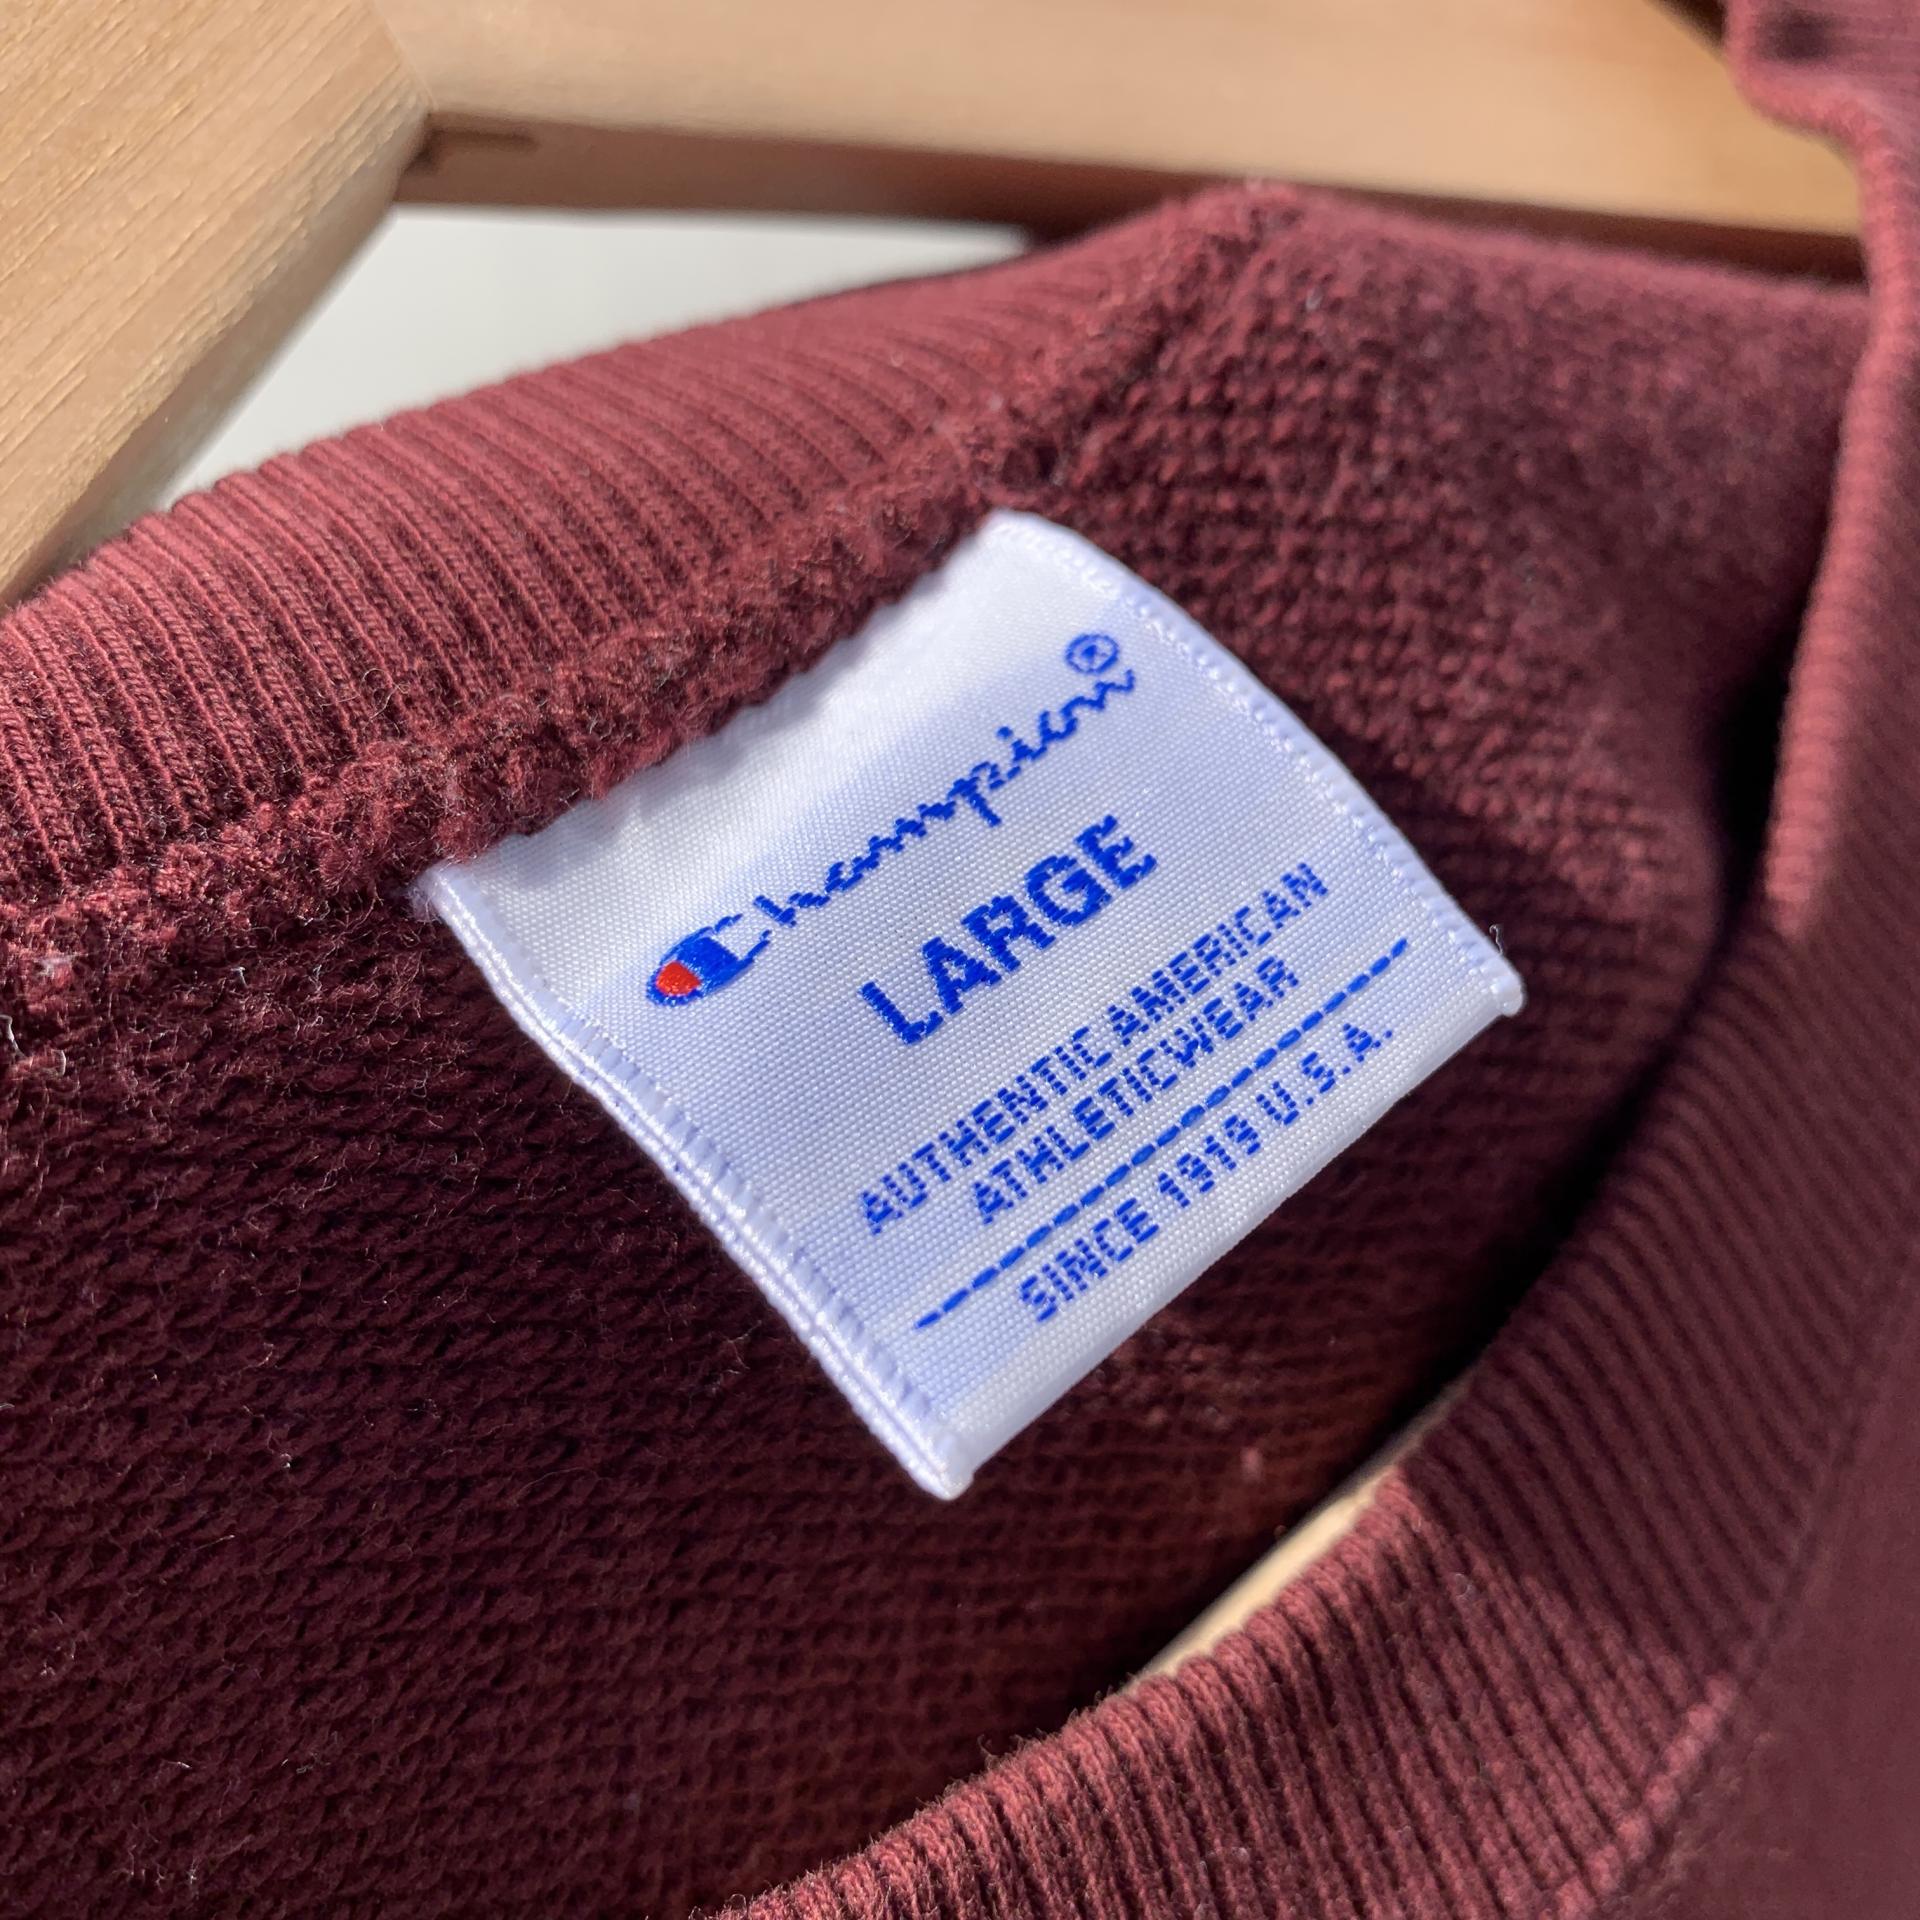 Champion®
LARGE
AUTHENTIC AMERICAN
ATHLETICWEAR
SINCE 1919 U.S.A.